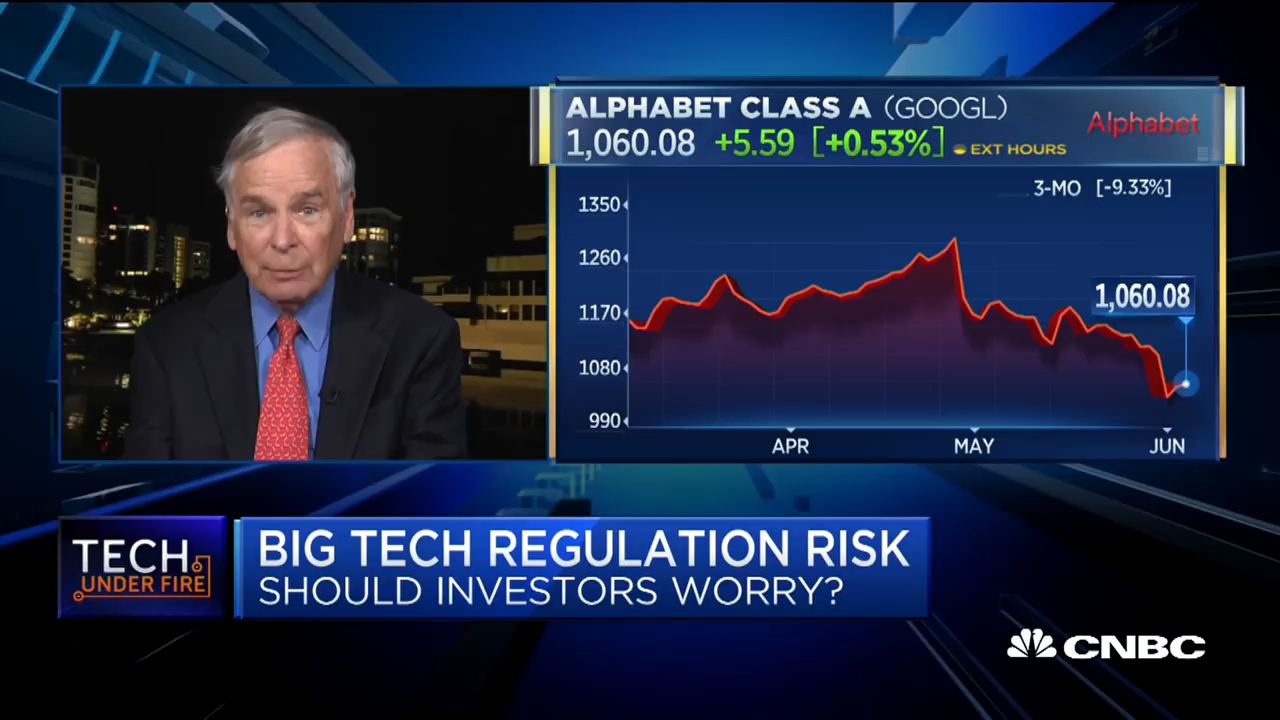 ALPHABET CLASS A (GOOGL)
1,060.08 +5.59 [+0.53%] EXT HOURS
Alphabet
3-MO [-9.33%]
1350
1260
1170
1080
990
1,060.08
APR MAY JUN
TECH
UNDER FIRE
BIG TECH REGULATION RISK
SHOULD INVESTORS WORRY?
CNBC